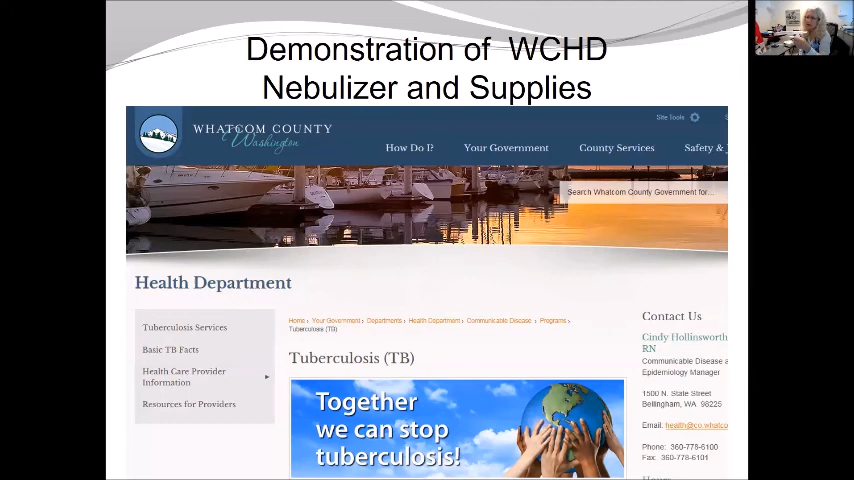 Demonstration of WCHD
Nebulizer and Supplies
Site Tools
WHATCOM COUNTY
Washington
How Do I?
Your Government
County Services
Safety &
Search Whatcom County Government for...
Health Department
Tuberculosis Services
Basic TB Facts
Health Care Provider
Information
Resources for Providers
Home › Your Government › Departments › Health Department › Communicable Disease › Programs ›
Tuberculosis (TB)
Tuberculosis (TB)
Together
we can stop
tuberculosis!
Contact Us
Cindy Hollinsworth
RN
Communicable Disease
Epidemiology Manager
1500 N. State Street
Bellingham, WA 98225
Email: health@co.whatco
Phone: 360-778-6100
Fax: 360-778-6101